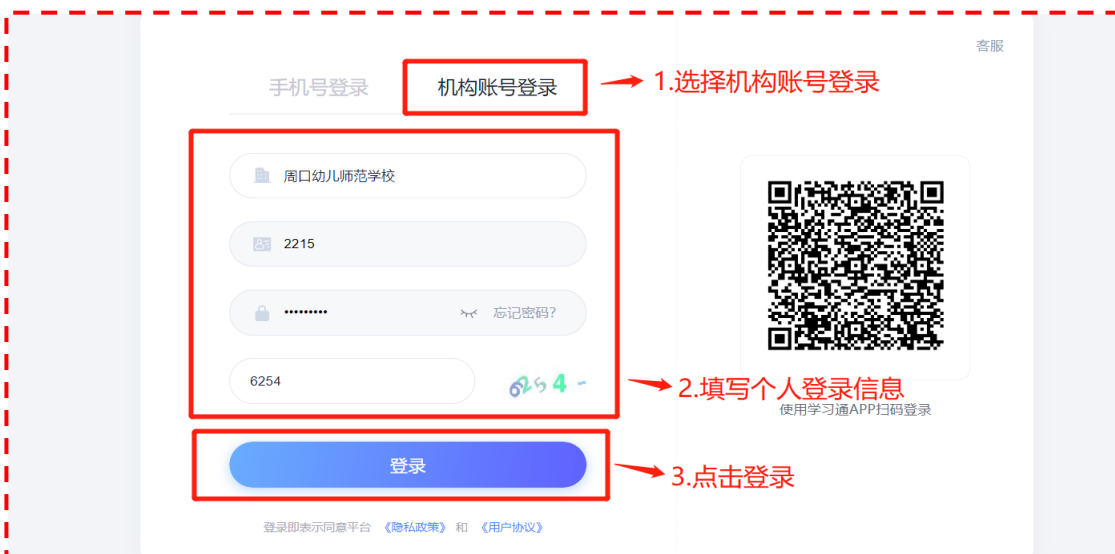 客服
手机号登录
机构账号登录
1.选择机构账号登录
周口幼儿师范学校
2215
•••••••••
忘记密码?
6254
6254-
2.填写个人登录信息
使用学习通APP扫码登录
登录
3.点击登录
登录即表示同意平台 《隐私政策》 和 《用户协议》